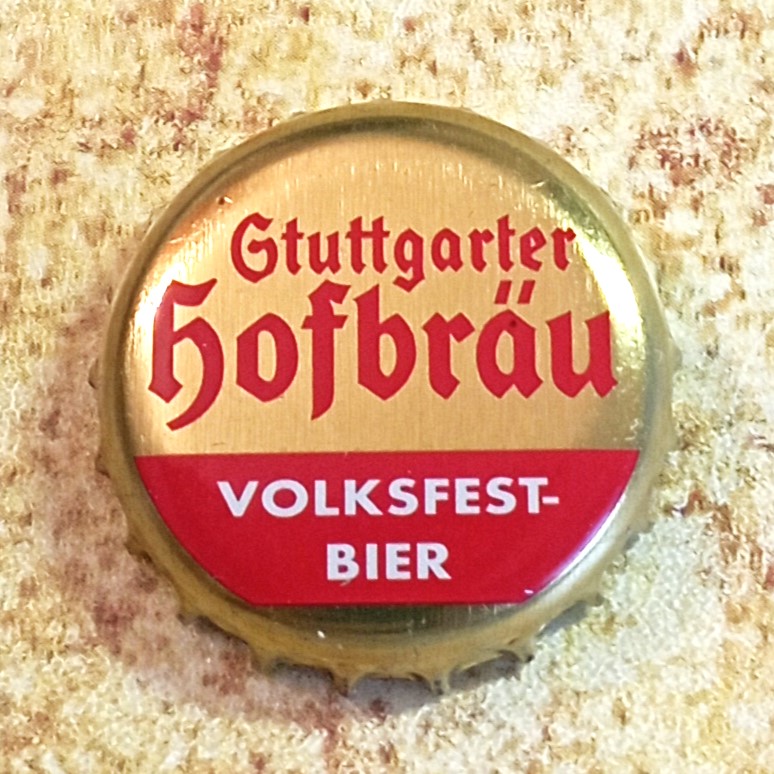 Stuttgarter
Hofbräu
VOLKSFEST-
BIER